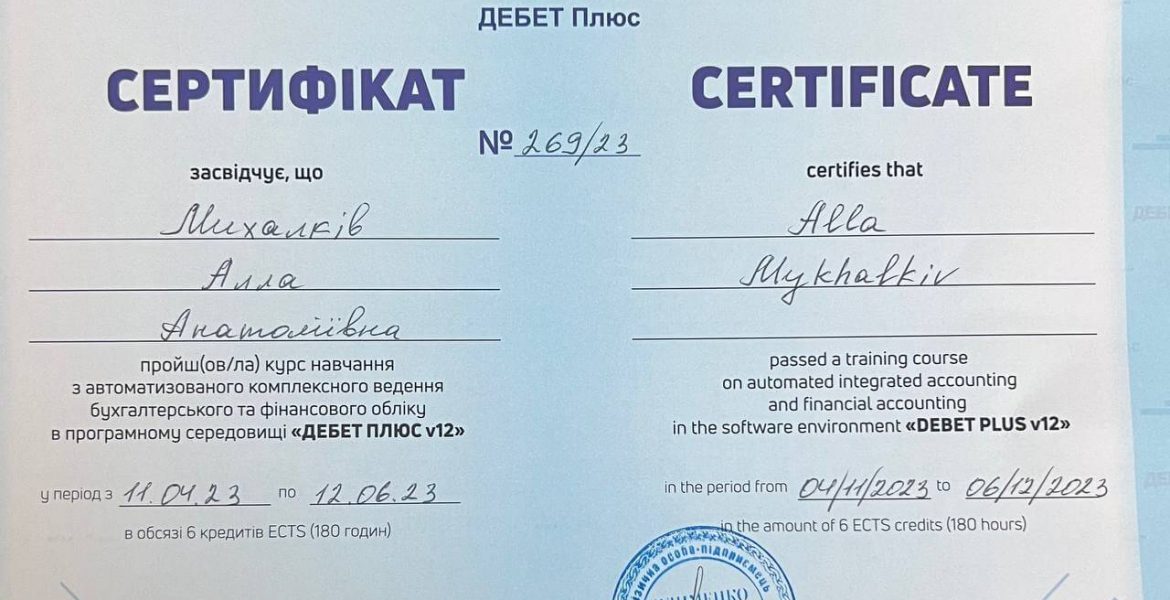 ДЕБЕТ Плюс
СЕРТИФІКАТ
CERTIFICATE
№ 269/23
засвідчує, що
Михалків
Алла
Анатоліївна
пройш(ов/ла) курс навчання
з автоматизованого комплексного ведення
бухгалтерського та фінансового обліку
в програмному середовищі «ДЕБЕТ ПЛЮС v12»
у період з 11.04.23 по 12.06.23
в обсязі 6 кредитів ECTS (180 годин)
certifies that
Alla
Mykhalkiv
passed a training course
on automated integrated accounting
and financial accounting
in the software environment «DEBET PLUS v12»
in the period from 04/11/2023 to 06/12/2023
in the amount of 6 ECTS credits (180 hours)
фізична особа-підприємець